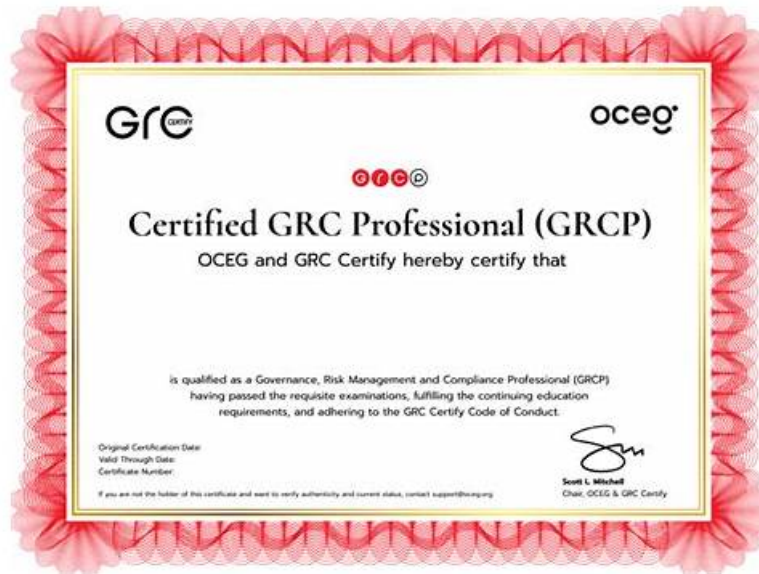 GrC CERTIFY
oceg
G r C P
Certified GRC Professional (GRCP)
OCEG and GRC Certify hereby certify that
is qualified as a Governance, Risk Management and Compliance Professional (GRCP)
having passed the requisite examinations, fulfilling the continuing education
requirements, and adhering to the GRC Certify Code of Conduct.
Original Certification Date:
Valid Through Date:
Certificate Number:
Scott L. Mitchell
Chair, OCEG & GRC Certify
If you are not the holder of this certificate and want to verify authenticity and current status, contact support@oceg.org